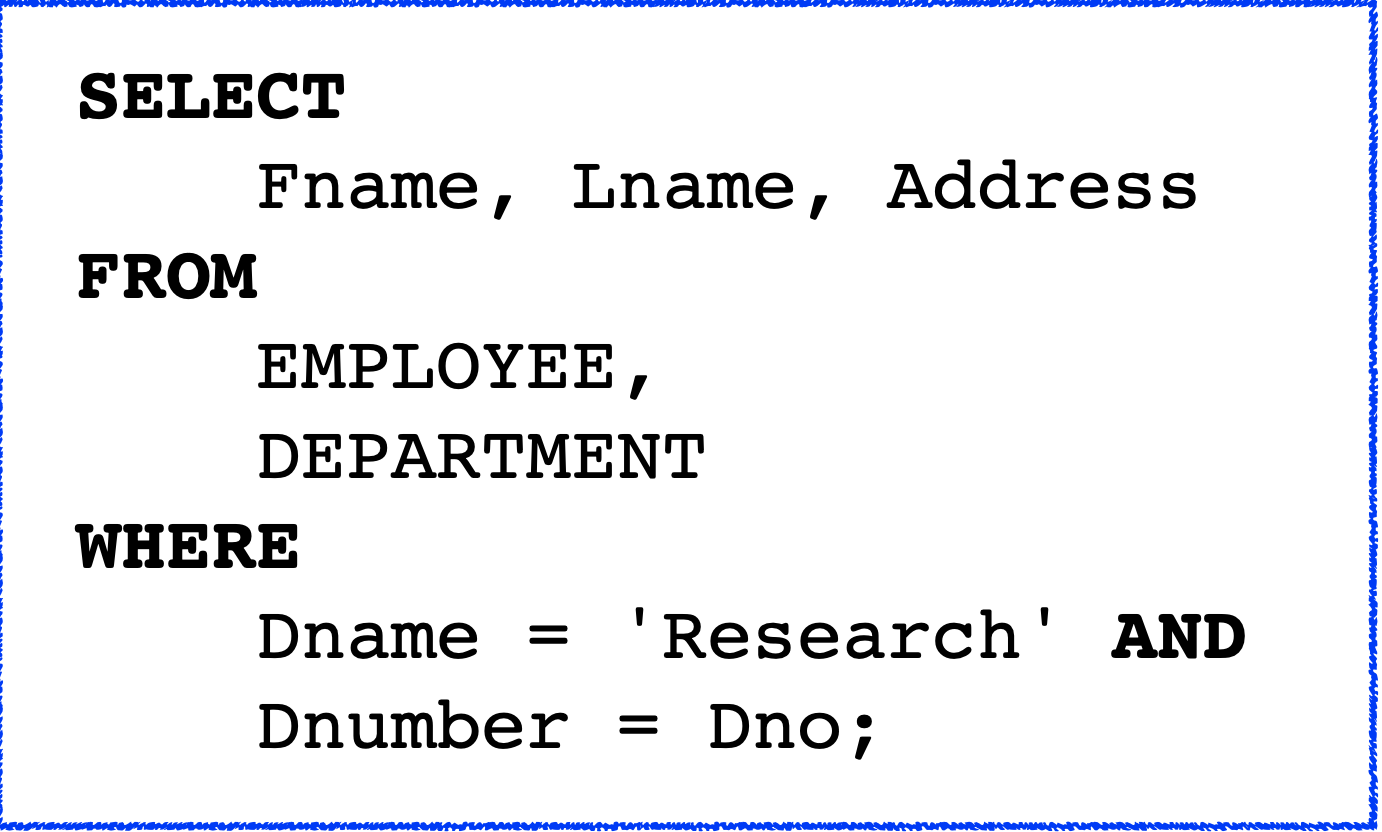 SELECT
Fname, Lname, Address
FROM
EMPLOYEE,
DEPARTMENT
WHERE
Dname = 'Research' AND
Dnumber = Dno;